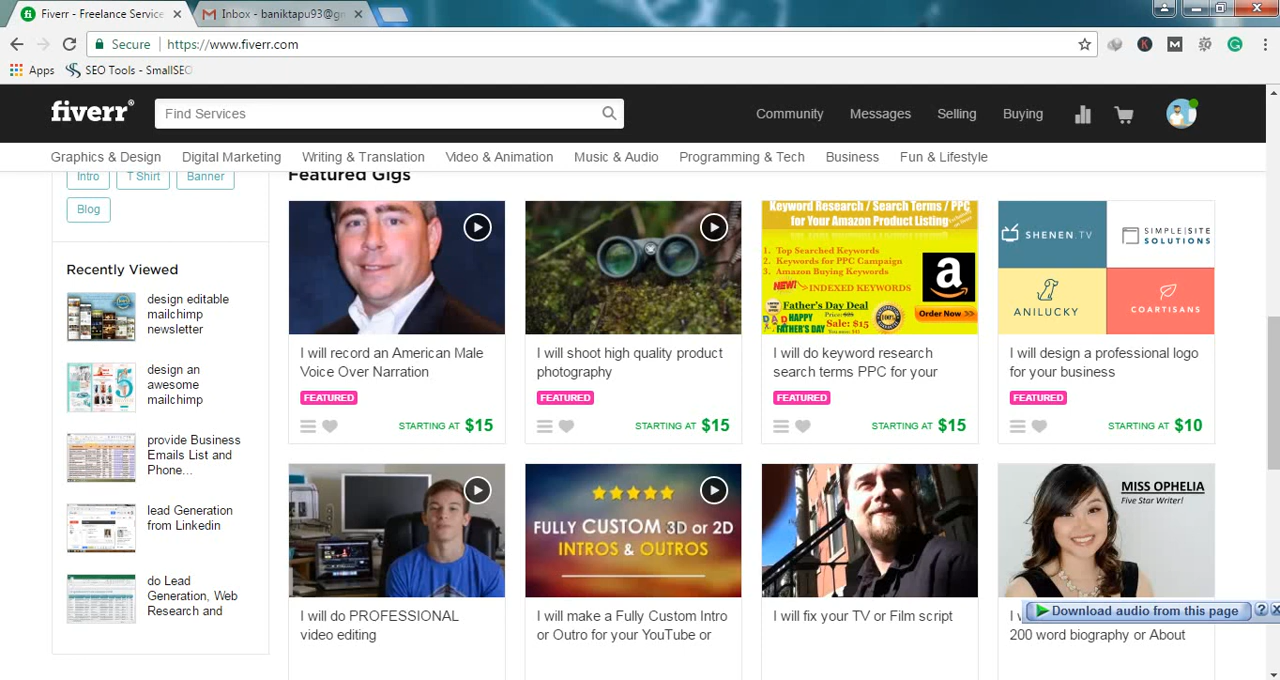 Fiverr - Freelance Service
Inbox - baniktapu93@gm
Secure
https://www.fiverr.com
Apps
SEO Tools - SmallSEO
fiverr®
Find Services
Community
Messages
Selling
Buying
Graphics & Design
Digital Marketing
Writing & Translation
Video & Animation
Music & Audio
Programming & Tech
Business
Fun & Lifestyle
Intro
T Shirt
Banner
Blog
Recently Viewed
design editable
mailchimp
newsletter
design an
awesome
mailchimp
provide Business
Emails List and
Phone...
lead Generation
from Linkedin
do Lead
Generation, Web
Research and
Featured Gigs
I will record an American Male
Voice Over Narration
FEATURED
STARTING AT $15
I will shoot high quality product
photography
FEATURED
STARTING AT $15
Keyword Research / Search Terms / PPC
for Your Amazon Product Listing
1. Top Searched Keywords
2. Keywords for PPC Campaign
3. Amazon Buying Keywords
NEW! INDEXED KEYWORDS
Father's Day Deal
HAPPY
FATHER'S DAY
Sale: $15
100%
a
Order Now >>
I will do keyword research
search terms PPC for your
FEATURED
STARTING AT $15
SHENEN.TV
SIMPLE|SITE
SOLUTIONS
ANILUCKY
COARTISANS
I will design a professional logo
for your business
FEATURED
STARTING AT $10
I will do PROFESSIONAL
video editing
FULLY CUSTOM 3D or 2D
INTROS & OUTROS
I will make a Fully Custom Intro
or Outro for your YouTube or
I will fix your TV or Film script
MISS OPHELIA
Five Star Writer!
200 word biography or About
Download audio from this page